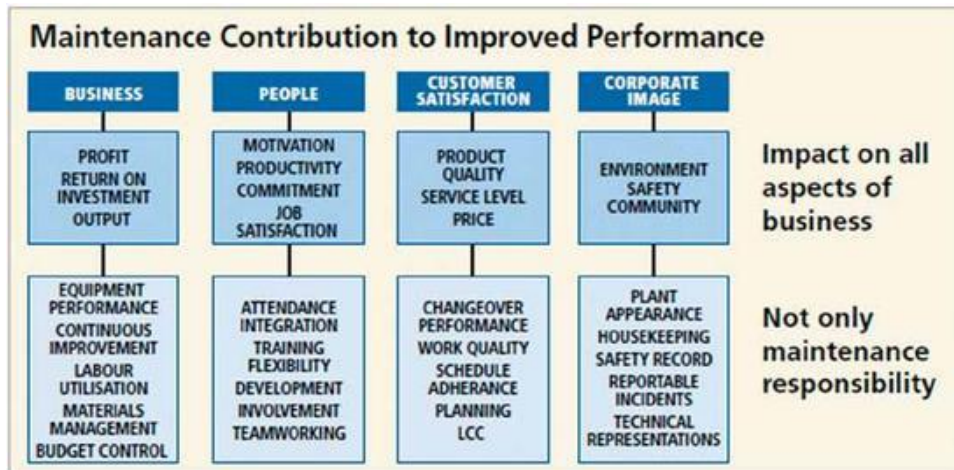 Maintenance Contribution to Improved Performance
BUSINESS
PEOPLE
CUSTOMER
SATISFACTION
CORPORATE
IMAGE
PROFIT
RETURN ON
INVESTMENT
OUTPUT
MOTIVATION
PRODUCTIVITY
COMMITMENT
JOB
SATISFACTION
PRODUCT
QUALITY
SERVICE LEVEL
PRICE
ENVIRONMENT
SAFETY
COMMUNITY
Impact on all
aspects of
business
EQUIPMENT
PERFORMANCE
CONTINUOUS
IMPROVEMENT
LABOUR
UTILISATION
MATERIALS
MANAGEMENT
BUDGET CONTROL
ATTENDANCE
INTEGRATION
TRAINING
FLEXIBILITY
DEVELOPMENT
INVOLVEMENT
TEAMWORKING
CHANGEOVER
PERFORMANCE
WORK QUALITY
SCHEDULE
ADHERANCE
PLANNING
LCC
PLANT
APPEARANCE
HOUSEKEEPING
SAFETY RECORD
REPORTABLE
INCIDENTS
TECHNICAL
REPRESENTATIONS
Not only
maintenance
responsibility